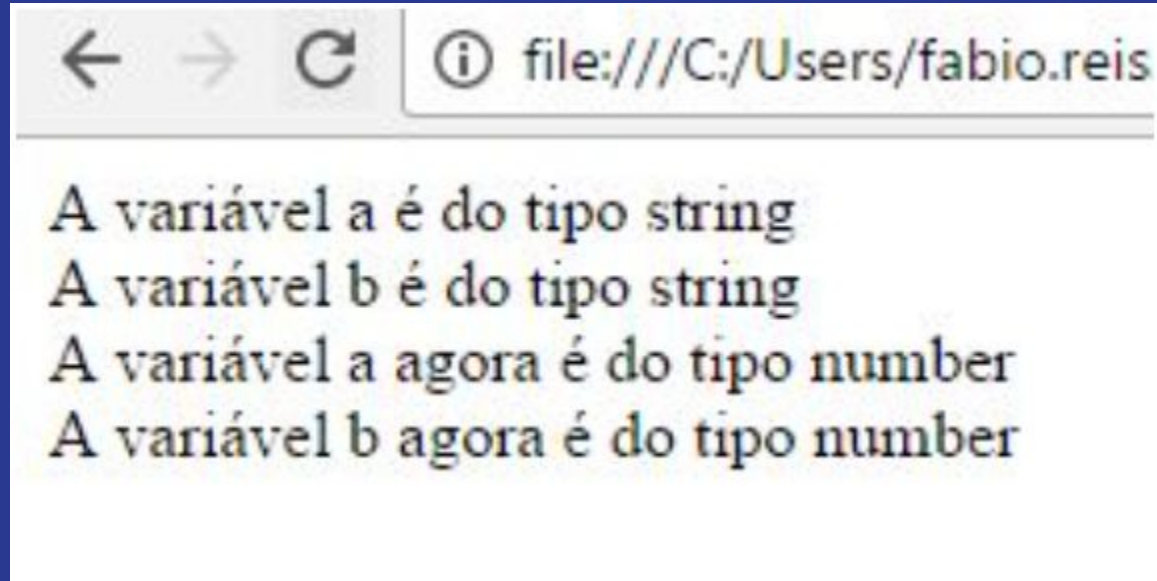 file:///C:/Users/fabio.reis
A variável a é do tipo string
A variável b é do tipo string
A variável a agora é do tipo number
A variável b agora é do tipo number